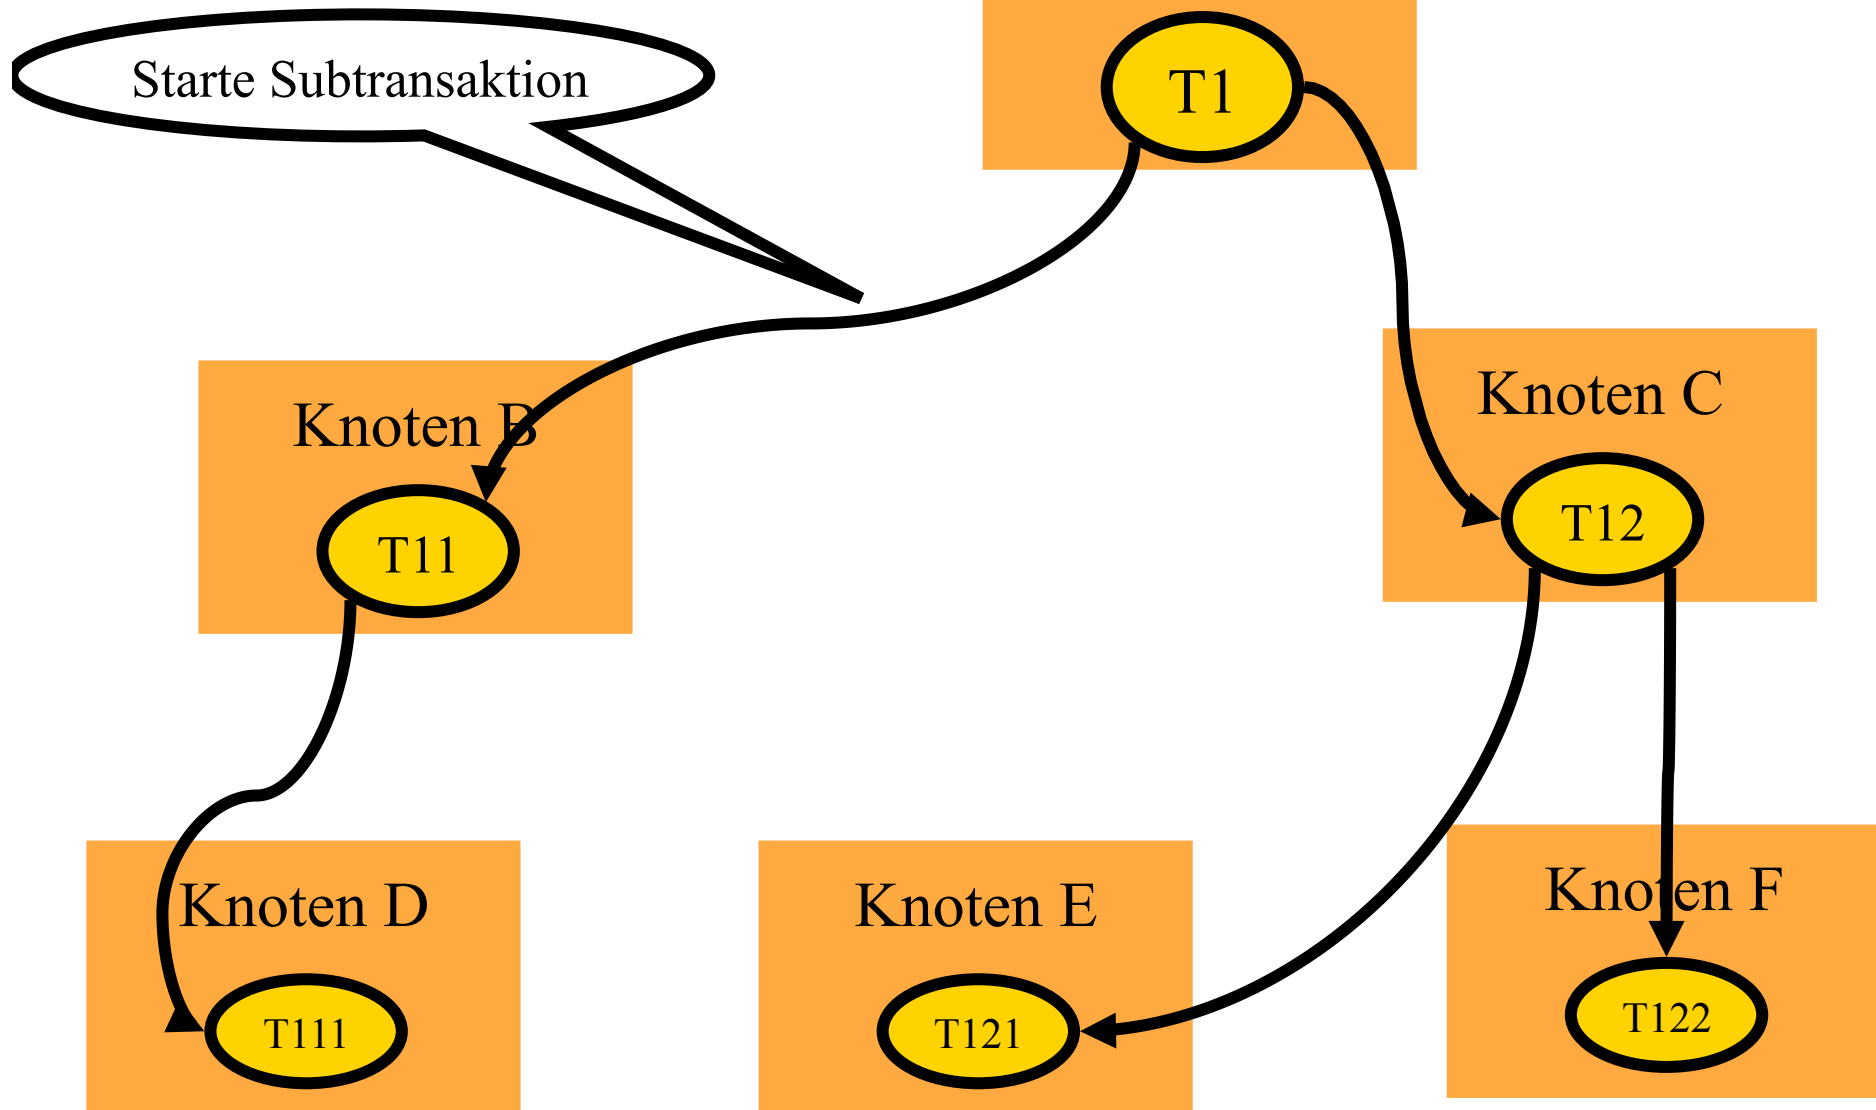 Starte Subtransaktion
T1
Knoten B
T11
Knoten C
T12
Knoten D
T111
Knoten E
T121
Knoten F
T122